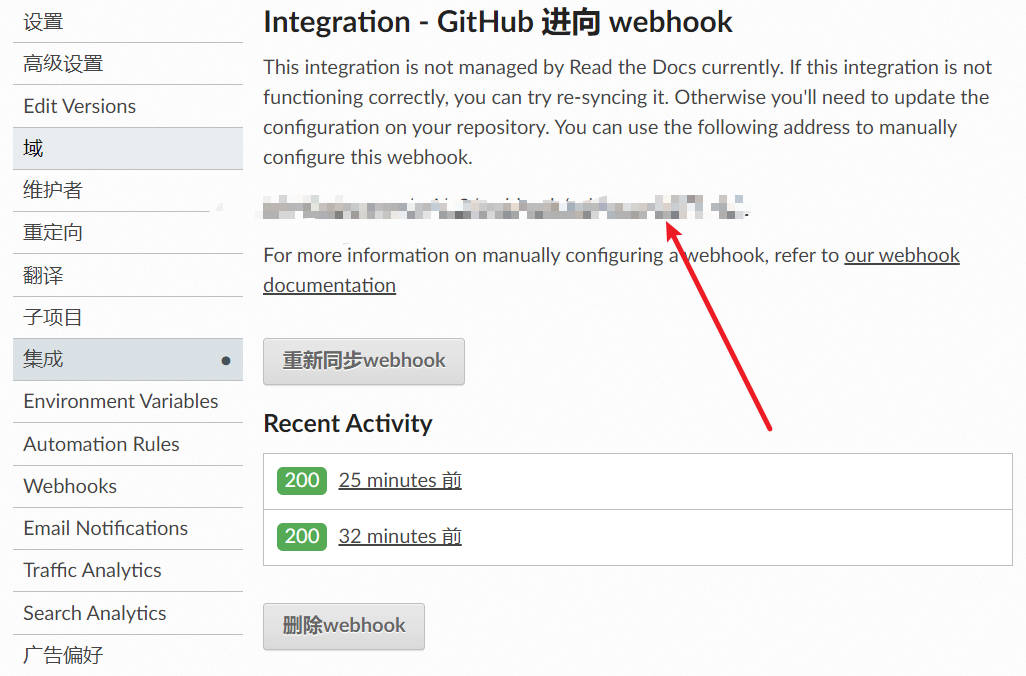 设置
高级设置
Edit Versions
域
维护者
重定向
翻译
子项目
集成
Environment Variables
Automation Rules
Webhooks
Email Notifications
Traffic Analytics
Search Analytics
广告偏好
Integration - GitHub 进向 webhook
This integration is not managed by Read the Docs currently. If this integration is not
functioning correctly, you can try re-syncing it. Otherwise you'll need to update the
configuration on your repository. You can use the following address to manually
configure this webhook.
For more information on manually configuring a webhook, refer to our webhook
documentation
重新同步webhook
Recent Activity
200 25 minutes 前
200 32 minutes 前
删除webhook